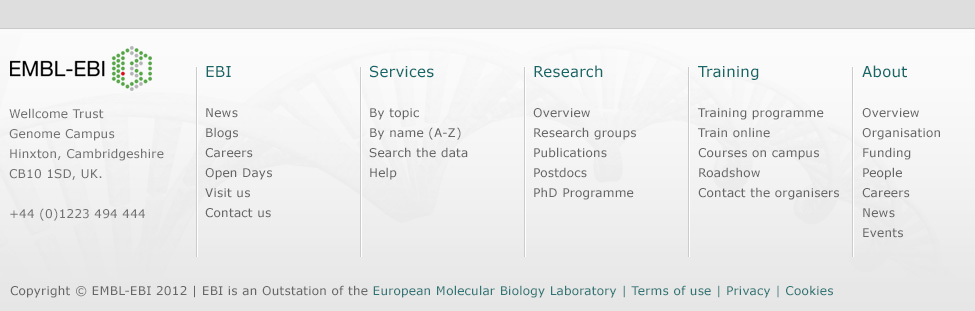 EMBL-EBI
Wellcome Trust
Genome Campus
Hinxton, Cambridgeshire
CB10 1SD, UK.
+44 (0)1223 494 444
EBI
News
Blogs
Careers
Open Days
Visit us
Contact us
Services
By topic
By name (A-Z)
Search the data
Help
Research
Overview
Research groups
Publications
Postdocs
PhD Programme
Training
Training programme
Train online
Courses on campus
Roadshow
Contact the organisers
About
Overview
Organisation
Funding
People
Careers
News
Events
Copyright © EMBL-EBI 2012 | EBI is an Outstation of the European Molecular Biology Laboratory | Terms of use | Privacy | Cookies